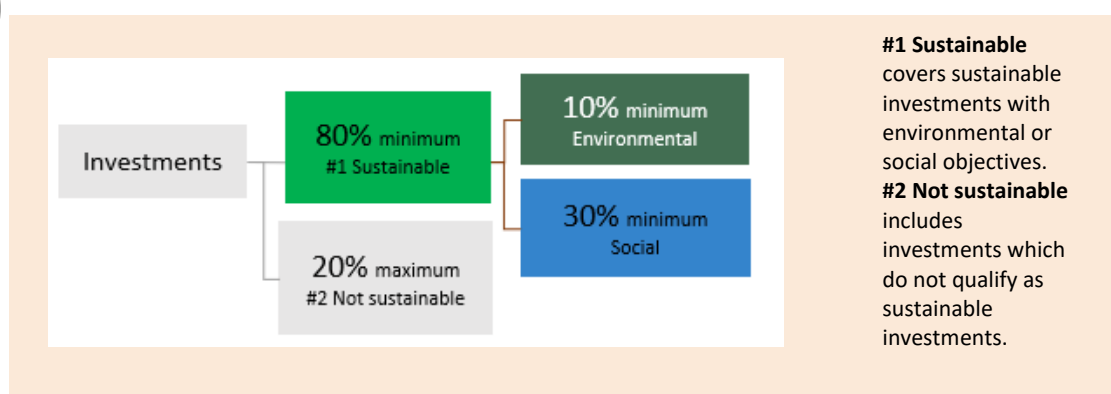 Investments
80% minimum
#1 Sustainable
20% maximum
#2 Not sustainable
10% minimum
Environmental
30% minimum
Social
#1 Sustainable
covers sustainable
investments with
environmental or
social objectives.
#2 Not sustainable
includes
investments which
do not qualify as
sustainable
investments.